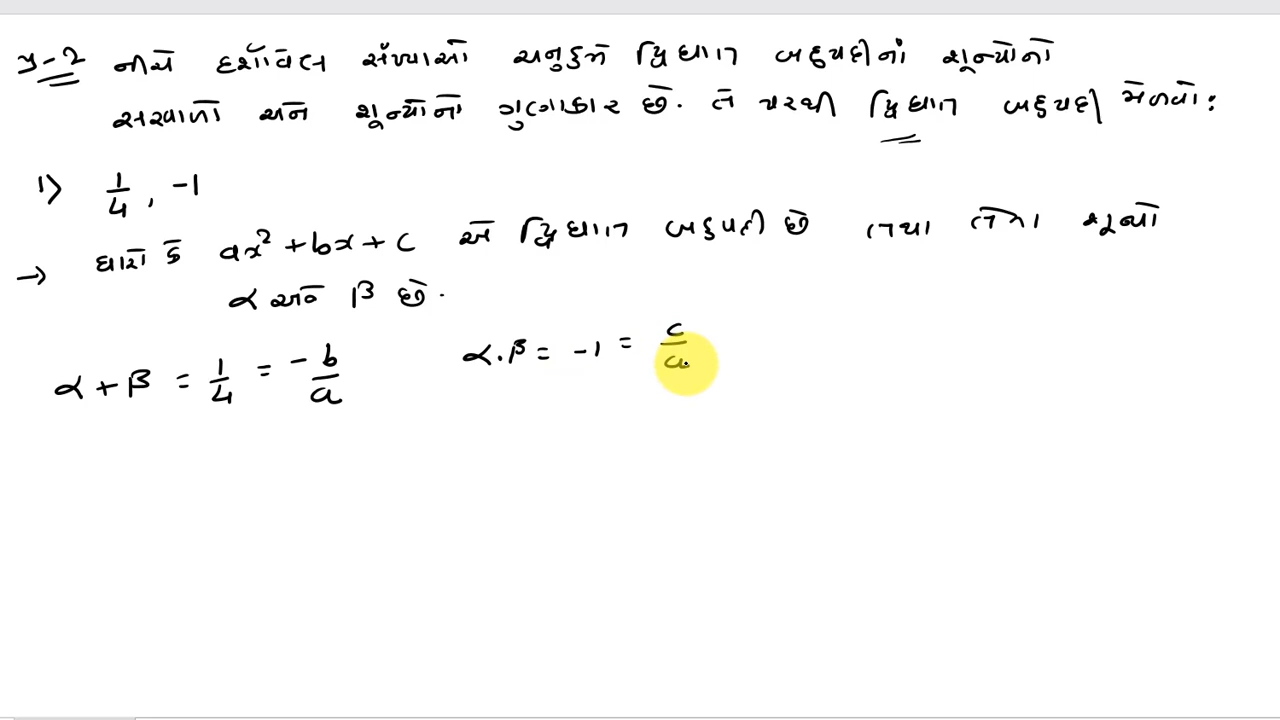 પ્ર-2 નીચે દર્શાવેલ સંખ્યાઓ અનુક્રમે દ્વિઘાત બહુપદીનાં શૂન્યોનો
સરવાળો અને શૂન્યોનો ગુણાકાર છે. તે પરથી દ્વિઘાત બહુપદી મેળવો:
1) 1/4, -1
→ ધારો કે ax² + bx + c એ દ્વિઘાત બહુપદી છે તથા તેના શૂન્યો
α અને β છે.
α + β = 1/4 = -b/a α.β = -1 = c/a